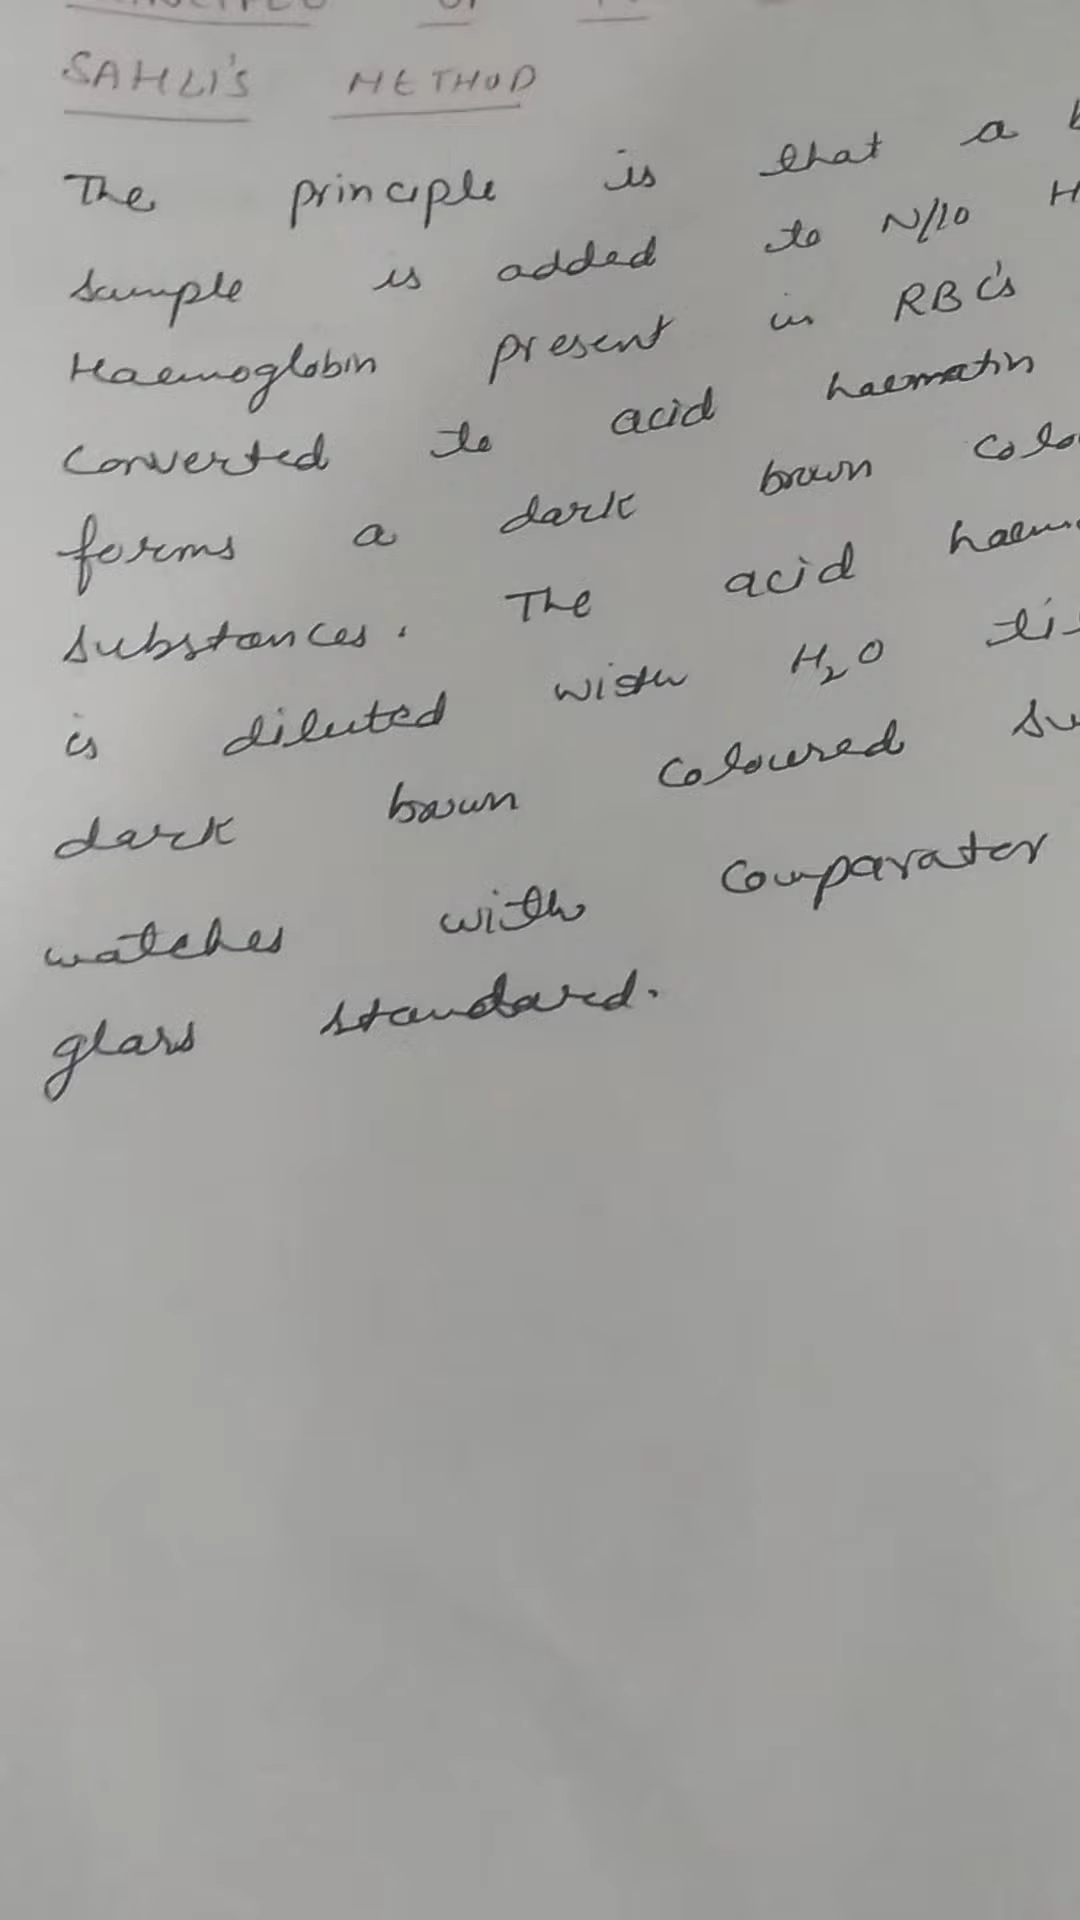 SAHLI'S METHOD
The principle is that a
sample is added to N/10
Haemoglobin present in RBC's
converted to acid haematin
forms a dark brown
substances. The acid
is diluted with H₂O
dark brown coloured
watches with comparator
glass standard.